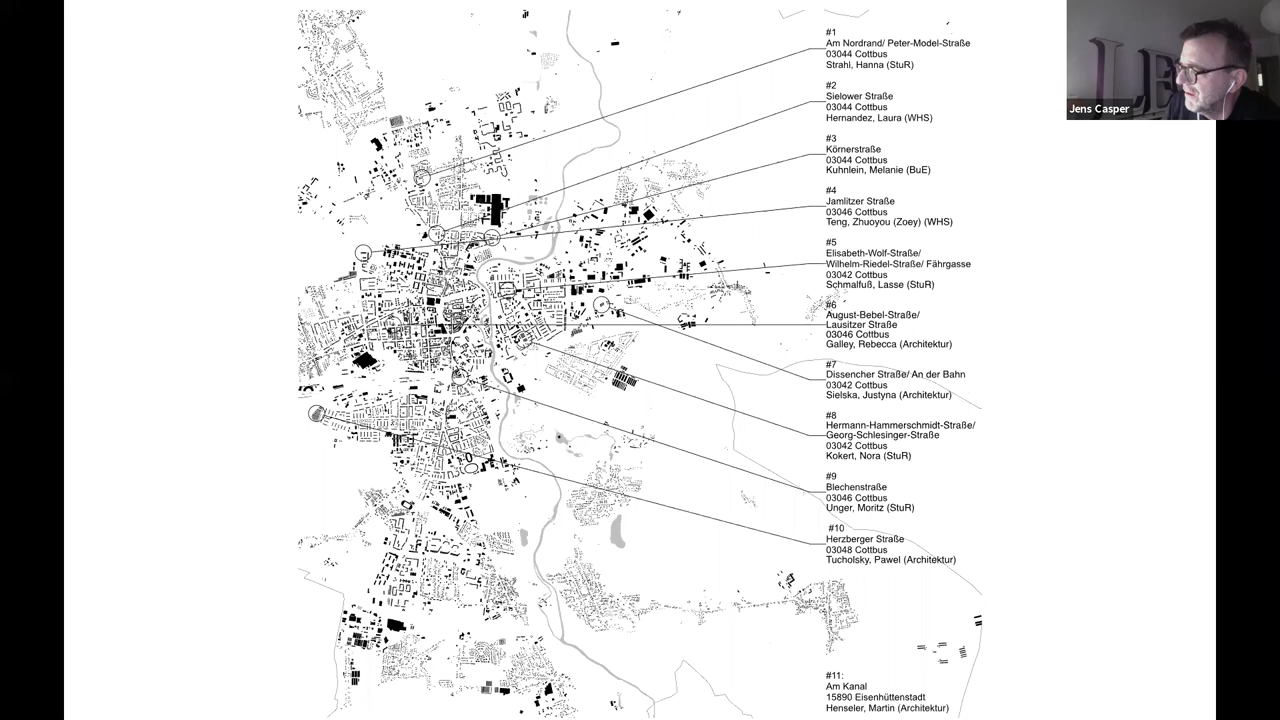 #1
Am Nordrand/ Peter-Model-Straße
03044 Cottbus
Strahl, Hanna (StuR)
#2
Sielower Straße
03044 Cottbus
Hernandez, Laura (WHS)
#3
Körnerstraße
03044 Cottbus
Kuhnlein, Melanie (BuE)
#4
Jamlitzer Straße
03046 Cottbus
Teng, Zhuoyou (Zoey) (WHS)
#5
Elisabeth-Wolf-Straße/
Wilhelm-Riedel-Straße/ Fährgasse
03042 Cottbus
Schmalfuß, Lasse (StuR)
#6
August-Bebel-Straße/
Lausitzer Straße
03046 Cottbus
Galley, Rebecca (Architektur)
#7
Dissencher Straße/ An der Bahn
03042 Cottbus
Sielska, Justyna (Architektur)
#8
Hermann-Hammerschmidt-Straße/
Georg-Schlesinger-Straße
03042 Cottbus
Kokert, Nora (StuR)
#9
Blechenstraße
03046 Cottbus
Unger, Moritz (StuR)
#10
Herzberger Straße
03048 Cottbus
Tucholsky, Pawel (Architektur)
#11:
Am Kanal
15890 Eisenhüttenstadt
Henseler, Martin (Architektur)
Jens Casper